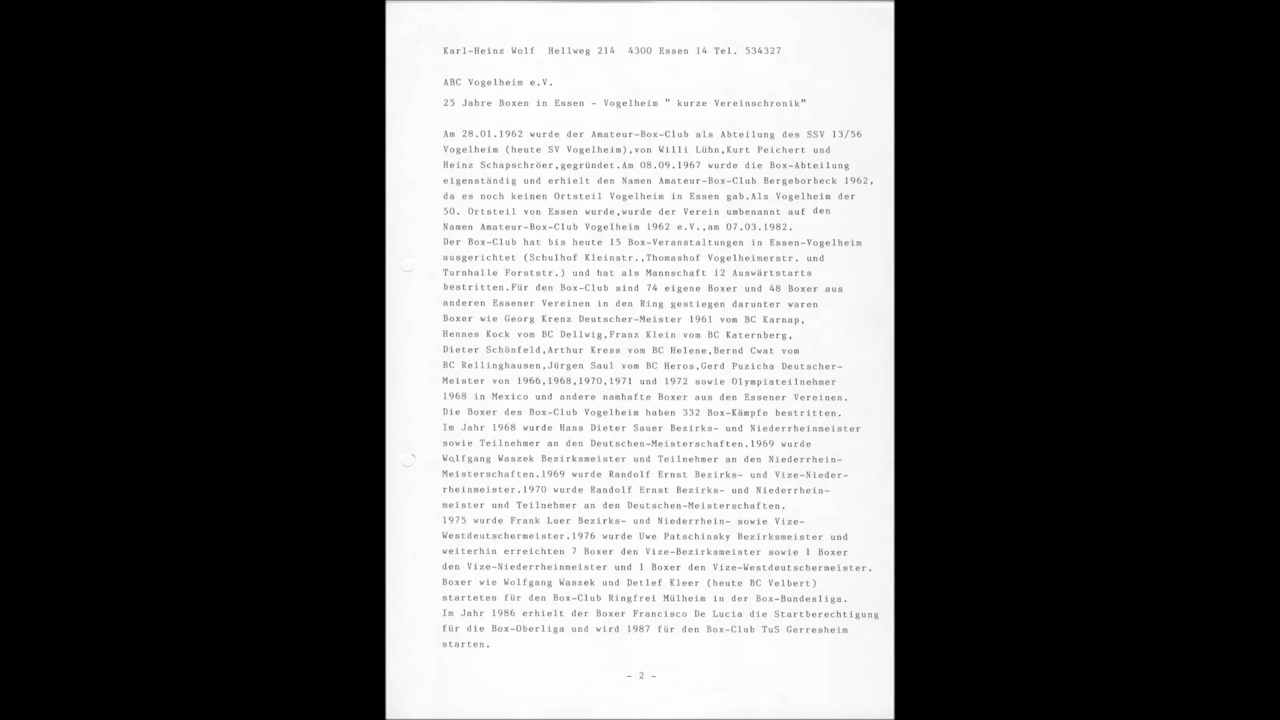 Karl-Heinz Wolf  Hellweg 214  4300 Essen 14 Tel. 534327
ABC Vogelheim e.V.
25 Jahre Boxen in Essen - Vogelheim " kurze Vereinschronik"
Am 28.01.1962 wurde der Amateur-Box-Club als Abteilung des SSV 13/56
Vogelheim (heute SV Vogelheim),von Willi Lühn,Kurt Peichert und
Heinz Schapschröer,gegründet.Am 08.09.1967 wurde die Box-Abteilung
eigenständig und erhielt den Namen Amateur-Box-Club Bergeborbeck 1962,
da es noch keinen Ortsteil Vogelheim in Essen gab.Als Vogelheim der
50. Ortsteil von Essen wurde,wurde der Verein umbenannt auf den
Namen Amateur-Box-Club Vogelheim 1962 e.V.,am 07.03.1982.
Der Box-Club hat bis heute 15 Box-Veranstaltungen in Essen-Vogelheim
ausgerichtet (Schulhof Kleinstr.,Thomashof Vogelheimerstr. und
Turnhalle Forststr.) und hat als Mannschaft 12 Auswärtstarts
bestritten.Für den Box-Club sind 74 eigene Boxer und 48 Boxer aus
anderen Essener Vereinen in den Ring gestiegen darunter waren
Boxer wie Georg Krenz Deutscher-Meister 1961 vom BC Karnap,
Hennes Kock vom BC Dellwig,Franz Klein vom BC Katernberg,
Dieter Schönfeld,Arthur Kress vom BC Helene,Bernd Cwat vom
BC Rellinghausen,Jürgen Saul vom BC Heros,Gerd Puzicha Deutscher-
Meister von 1966,1968,1970,1971 und 1972 sowie Olympiateilnehmer
1968 in Mexico und andere namhafte Boxer aus den Essener Vereinen.
Die Boxer des Box-Club Vogelheim haben 332 Box-Kämpfe bestritten.
Im Jahr 1968 wurde Hans Dieter Sauer Bezirks- und Niederrheinmeister
sowie Teilnehmer an den Deutschen-Meisterschaften.1969 wurde
Wolfgang Waszek Bezirksmeister und Teilnehmer an den Niederrhein-
Meisterschaften.1969 wurde Randolf Ernst Bezirks- und Vize-Nieder-
rheinmeister.1970 wurde Randolf Ernst Bezirks- und Niederrhein-
meister und Teilnehmer an den Deutschen-Meisterschaften.
1975 wurde Frank Luer Bezirks- und Niederrhein- sowie Vize-
Westdeutschermeister.1976 wurde Uwe Patschinsky Bezirksmeister und
weiterhin erreichten 7 Boxer den Vize-Bezirksmeister sowie 1 Boxer
den Vize-Niederrheinmeister und 1 Boxer den Vize-Westdeutschermeister.
Boxer wie Wolfgang Waszek und Detlef Kleer (heute BC Velbert)
starteten für den Box-Club Ringfrei Mülheim in der Box-Bundesliga.
Im Jahr 1986 erhielt der Boxer Francisco De Lucia die Startberechtigung
für die Box-Oberliga und wird 1987 für den Box-Club TuS Gerresheim
starten.
- 2 -